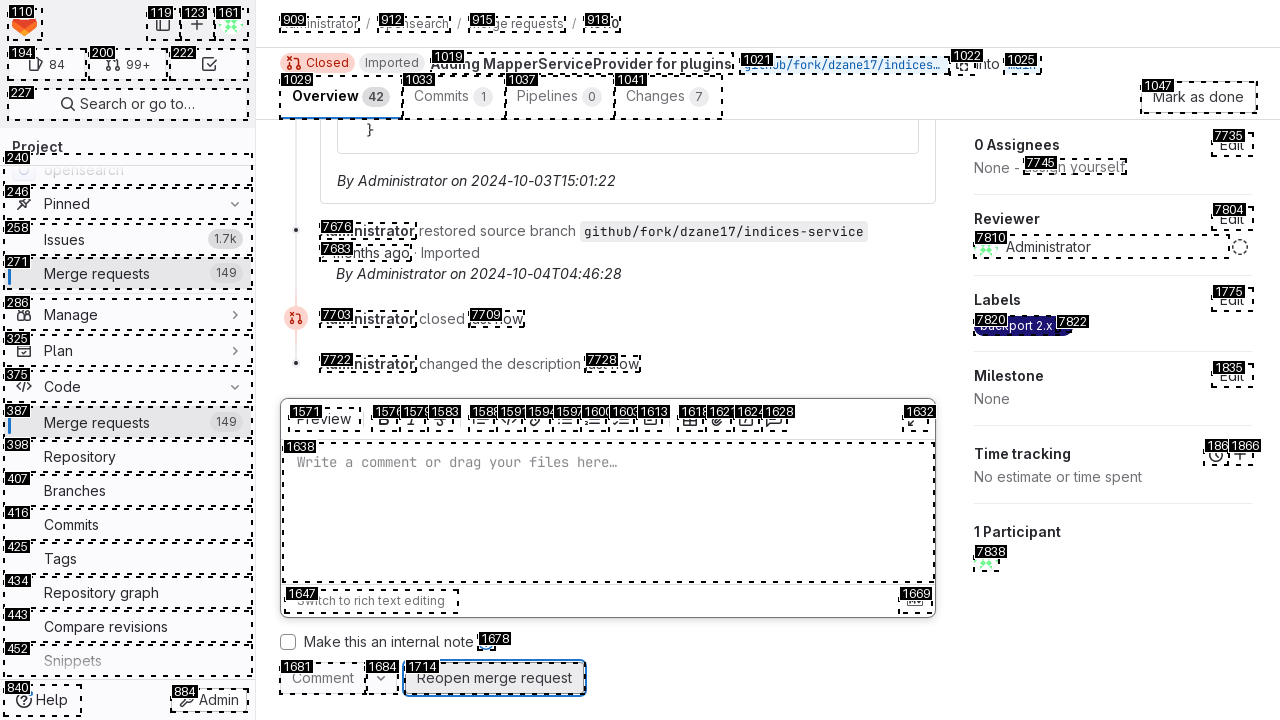 110
119
123
161
194
84
200
99+
222
227
Search or go to…
Project
240
opensearch
246
Pinned
258
Issues
1.7k
271
Merge requests
149
286
Manage
325
Plan
375
Code
387
Merge requests
149
398
Repository
407
Branches
416
Commits
425
Tags
434
Repository graph
443
Compare revisions
452
Snippets
840
Help
884
Admin
909
912
915
918
/ opensearch / Merge requests /
Closed
Imported
1019
Adding MapperServiceProvider for plugins
1021
github/fork/dzane17/indices…
1022
into
1025
main
1029
Overview 42
1033
Commits 1
1037
Pipelines 0
1041
Changes 7
1047
Mark as done
}
By Administrator on 2024-10-03T15:01:22
7676
Administrator restored source branch github/fork/dzane17/indices-service
7683
months ago · Imported
By Administrator on 2024-10-04T04:46:28
7703
Administrator closed
7709
just now
7722
Administrator changed the description
7728
just now
1571
Preview
1576
1579
1583
1588
1591
1594
1597
1600
1603
1613
1618
1621
1624
1628
1632
1638
Write a comment or drag your files here…
1647
Switch to rich text editing
1669
Make this an internal note
1678
1681
Comment
1684
1714
Reopen merge request
0 Assignees
7735
Edit
None -
7745
assign yourself
Reviewer
7804
Edit
7810
Administrator
Labels
1775
Edit
7820
backport 2.x
7822
Milestone
1835
Edit
None
Time tracking
186
1866
No estimate or time spent
1 Participant
7838